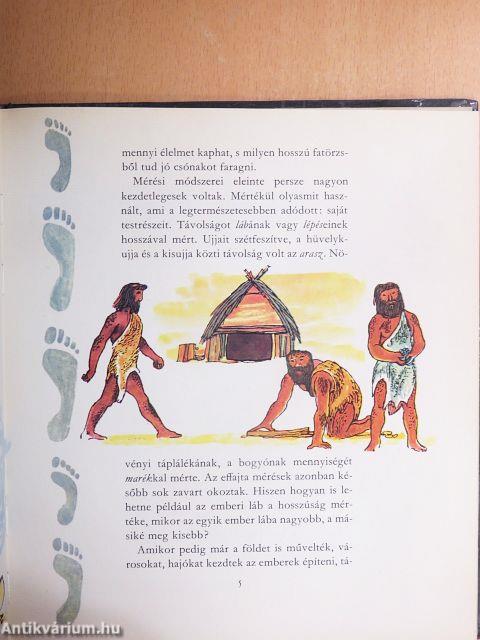 mennyi élelmet kaphat, s milyen hosszú fatörzs-
ből tud jó csónakot faragni.
Mérési módszerei eleinte persze nagyon
kezdetlegesek voltak. Mértékül olyasmit hasz-
nált, ami a legtermészetesebben adódott: saját
testrészeit. Távolságot lábának vagy lépéseinek
hosszával mért. Ujjait szétfeszítve, a hüvelyk-
ujja és a kisujja közti távolság volt az arasz. Nö-
vényi táplálékának, a bogyónak mennyiségét
marékkal mérte. Az effajta mérések azonban ké-
sőbb sok zavart okoztak. Hiszen hogyan is le-
hetne például az emberi láb a hosszúság mér-
téke, mikor az egyik ember lába nagyobb, a má-
siké meg kisebb?
Amikor pedig már a földet is művelték, vá-
rosokat, hajókat kezdtek az emberek építeni, tá-
5
Antikvárium.hu